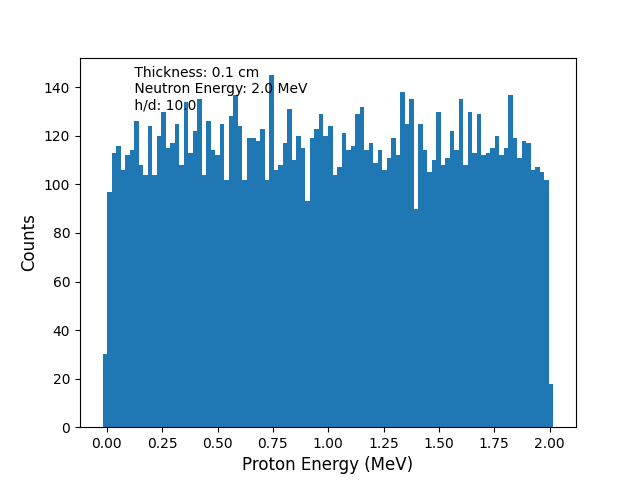 Thickness: 0.1 cm
Neutron Energy: 2.0 MeV
h/d: 10.0
140
120
100
80
60
40
20
0
Counts
0.00 0.25 0.50 0.75 1.00 1.25 1.50 1.75 2.00
Proton Energy (MeV)